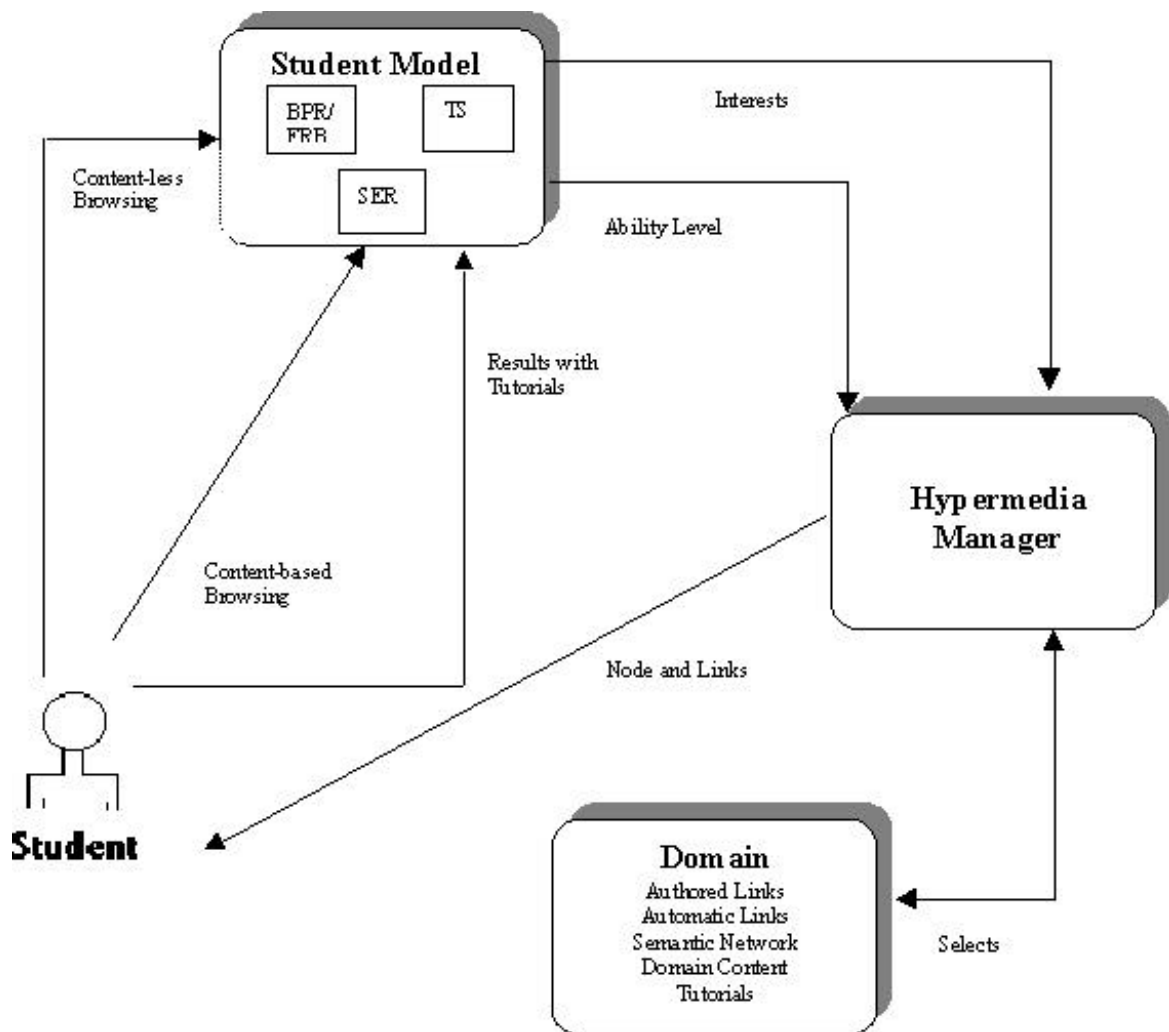 Student Model
BPR/
FRB
TS
SER
Interests
Content-less
Browsing
Ability Level
Results with
Tutorials
Hypermedia
Manager
Content-based
Browsing
Node and Links
Student
Domain
Authored Links
Automatic Links
Semantic Network
Domain Content
Tutorials
Selects